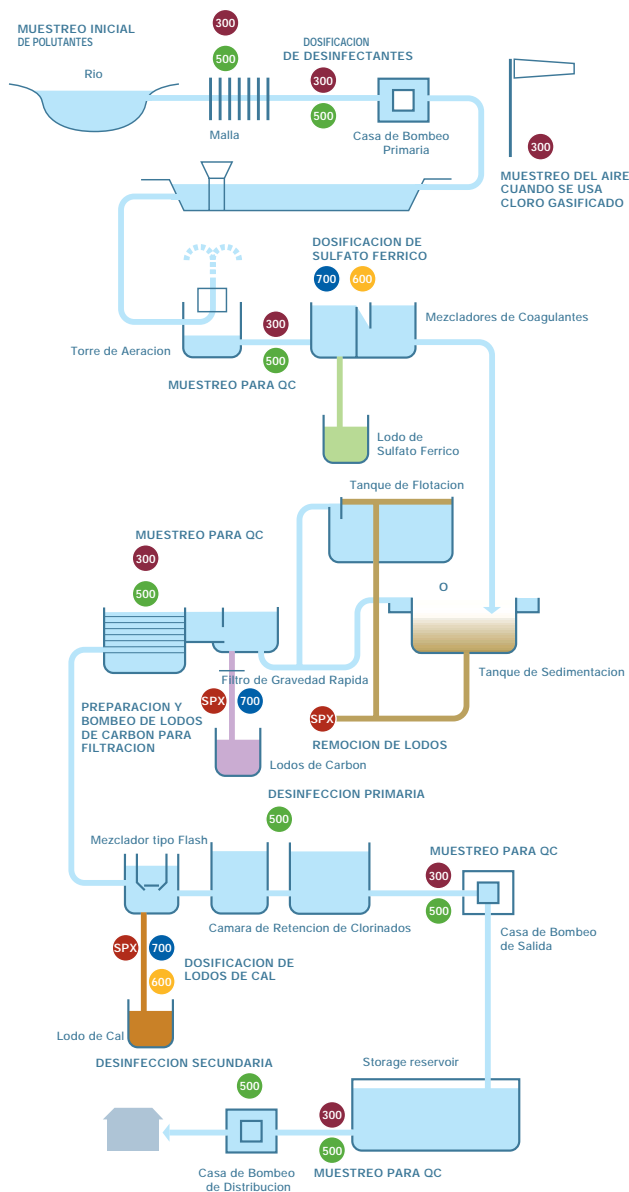 MUESTREO INICIAL
DE POLUTANTES
300
500
Rio
Malla
DOSIFICACION
DE DESINFECTANTES
300
500
Casa de Bombeo
Primaria
300
MUESTREO DEL AIRE
CUANDO SE USA
CLORO GASIFICADO
DOSIFICACION DE
SULFATO FERRICO
700
600
Mezcladores de Coagulantes
300
500
Torre de Aeracion
MUESTREO PARA QC
Lodo de
Sulfato Ferrico
Tanque de Flotacion
MUESTREO PARA QC
300
500
O
Filtro de Gravedad Rapida
Tanque de Sedimentacion
PREPARACION Y
BOMBEO DE LODOS
DE CARBON PARA
FILTRACION
SPX
700
SPX
REMOCION DE LODOS
Lodos de Carbon
DESINFECCION PRIMARIA
500
Mezclador tipo Flash
MUESTREO PARA QC
300
500
Camara de Retencion de Clorinados
Casa de Bombeo
de Salida
SPX
700
600
DOSIFICACION DE
LODOS DE CAL
Lodo de Cal
DESINFECCION SECUNDARIA
500
Storage reservoir
300
500
Casa de Bombeo
de Distribucion
MUESTREO PARA QC